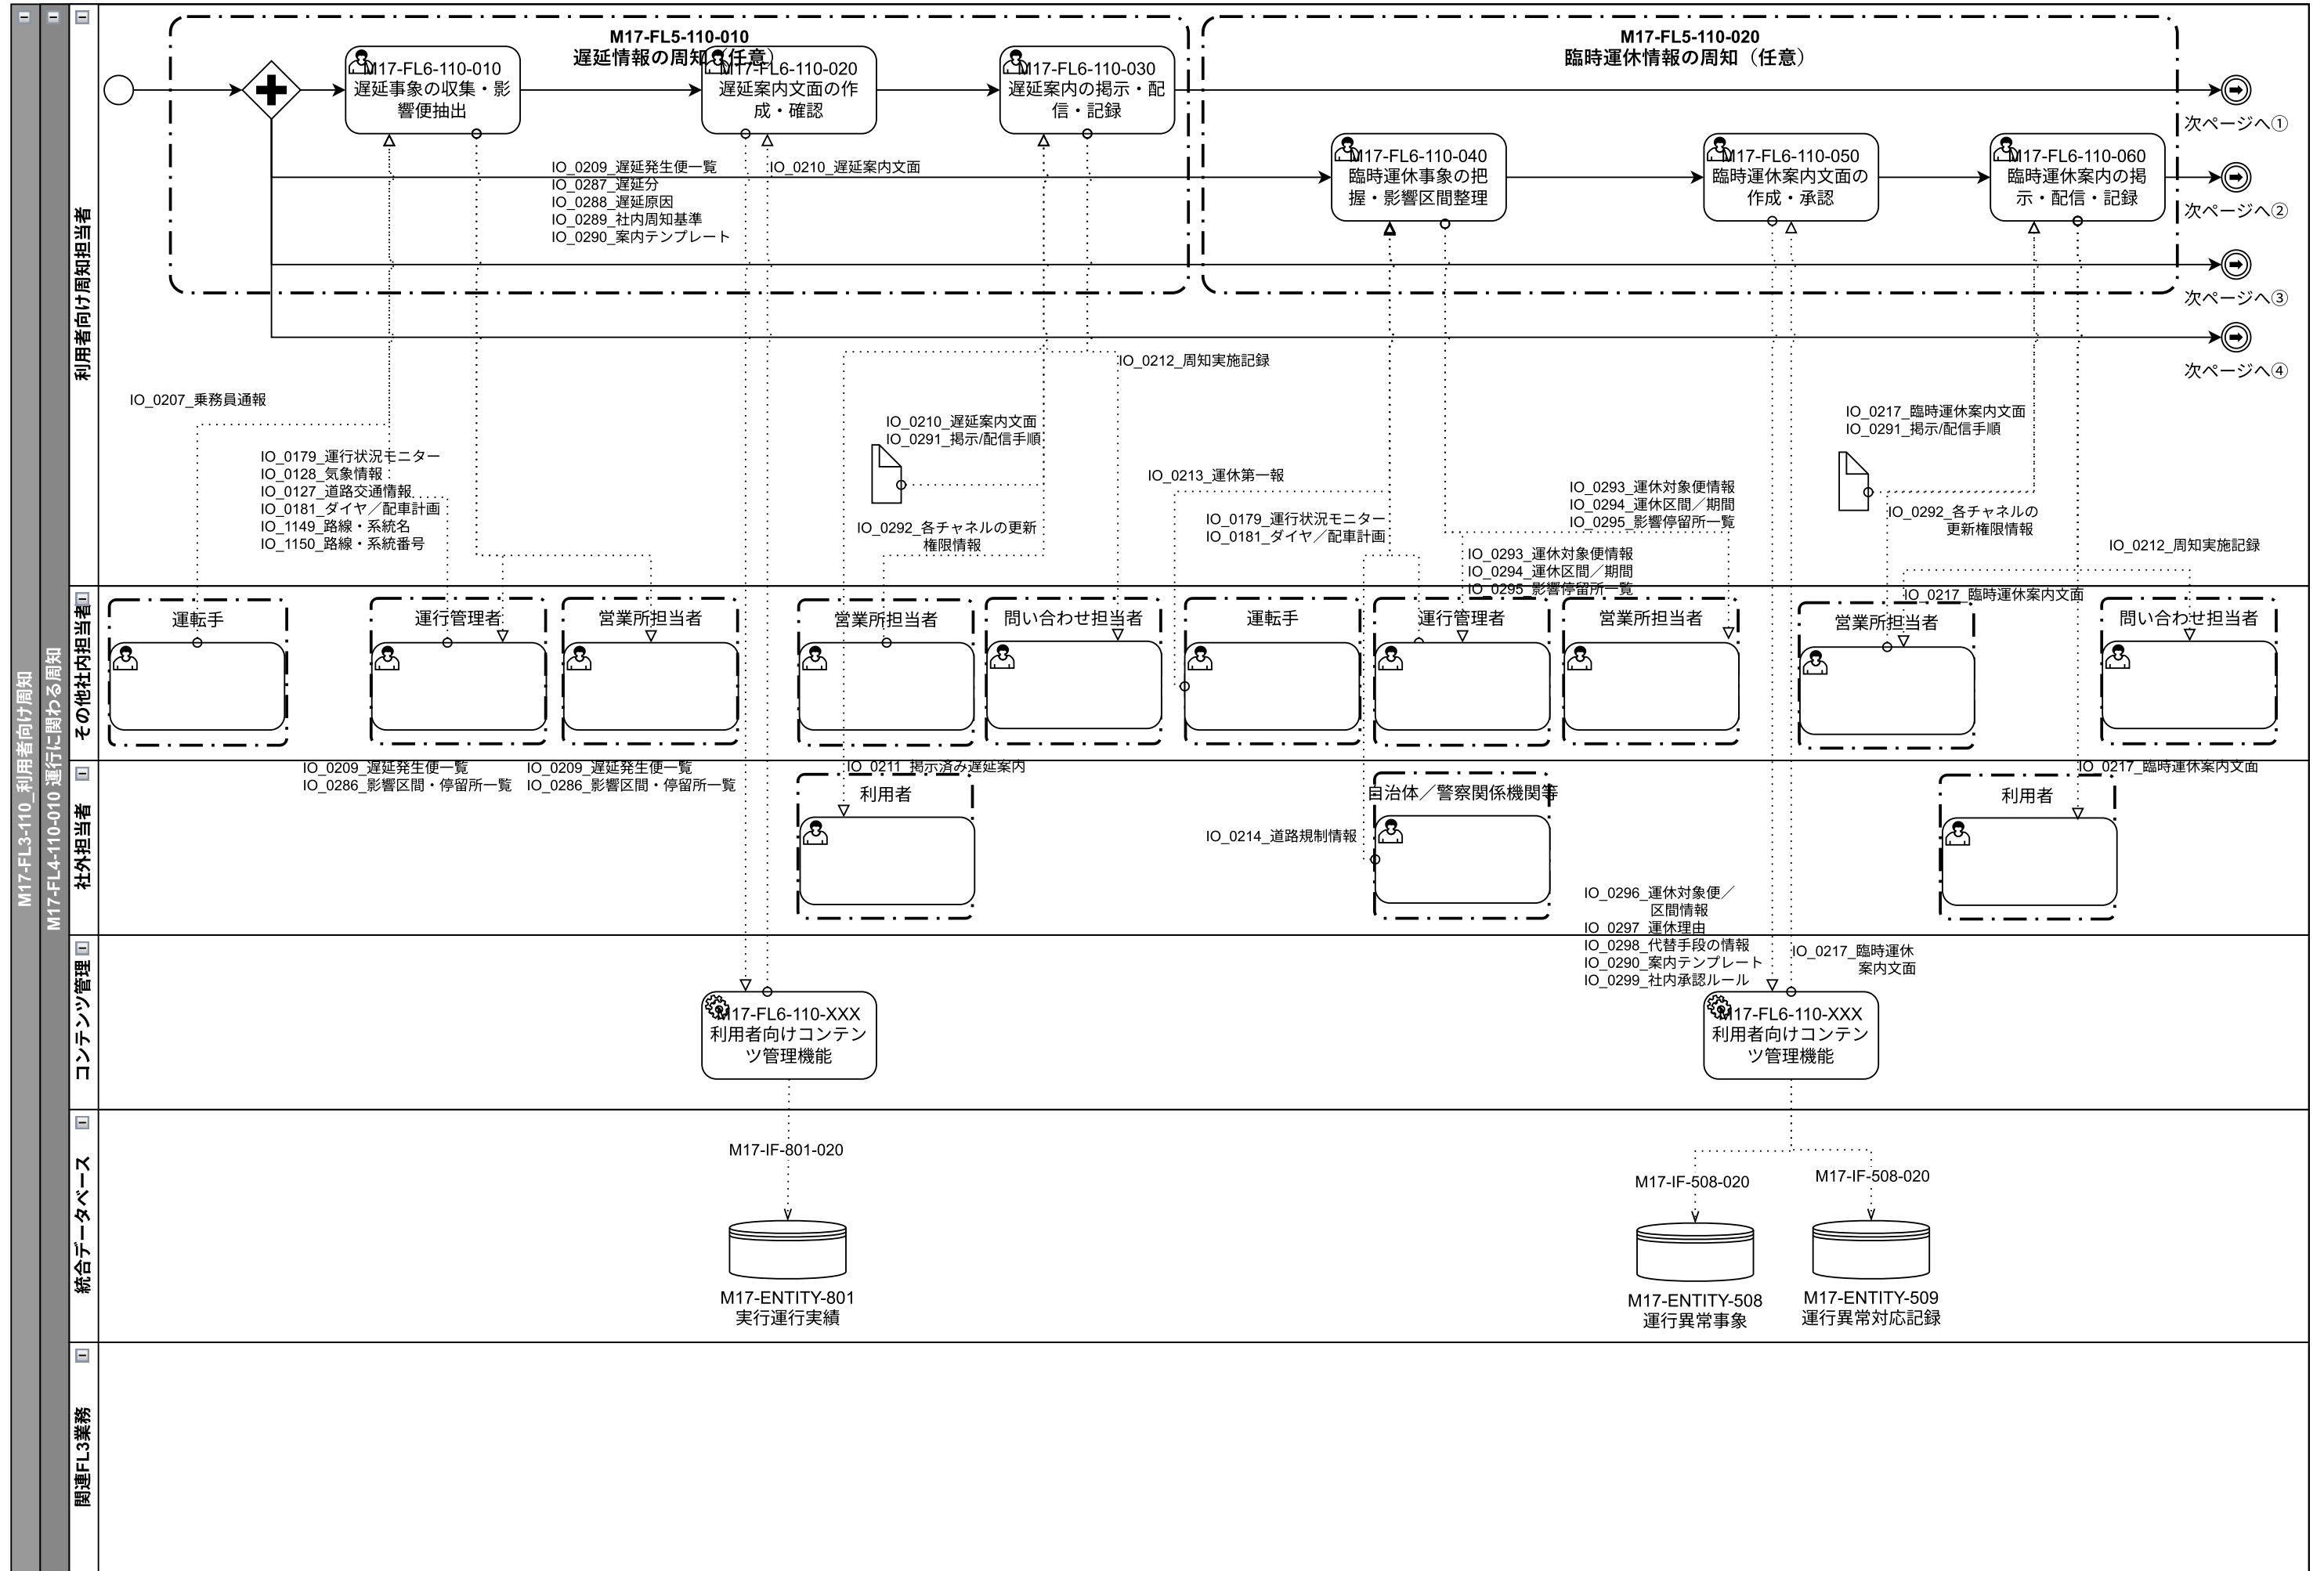 M17-FL3-110_利用者向け周知
M17-FL4-110-010 運行に関わる周知
利用者向け周知担当者
M17-FL5-110-010
遅延情報の周知(任意)
M17-FL5-110-020
臨時運休情報の周知（任意）
M17-FL6-110-010
遅延事象の収集・影
響便抽出
M17-FL6-110-020
遅延案内文面の作
成・確認
M17-FL6-110-030
遅延案内の掲示・配
信・記録
M17-FL6-110-040
臨時運休事象の把
握・影響区間整理
M17-FL6-110-050
臨時運休案内文面の
作成・承認
M17-FL6-110-060
臨時運休案内の掲
示・配信・記録
次ページへ①
次ページへ②
次ページへ③
次ページへ④
IO_0209_遅延発生便一覧
IO_0287_遅延分
IO_0288_遅延原因
IO_0289_社内周知基準
IO_0290_案内テンプレート
IO_0210_遅延案内文面
IO_0212_周知実施記録
IO_0207_乗務員通報
IO_0179_運行状況モニター
IO_0128_気象情報
IO_0127_道路交通情報
IO_0181_ダイヤ／配車計画
IO_1149_路線・系統名
IO_1150_路線・系統番号
IO_0210_遅延案内文面
IO_0291_掲示/配信手順
IO_0292_各チャネルの更新
権限情報
IO_0213_運休第一報
IO_0179_運行状況モニター
IO_0181_ダイヤ／配車計画
IO_0293_運休対象便情報
IO_0294_運休区間／期間
IO_0295_影響停留所一覧
IO_0293_運休対象便情報
IO_0294_運休区間／期間
IO_0295_影響停留所一覧
IO_0217_臨時運休案内文面
IO_0291_掲示/配信手順
IO_0292_各チャネルの
更新権限情報
IO_0212_周知実施記録
IO_0217_臨時運休案内文面
その他社内担当者
運転手
運行管理者
営業所担当者
営業所担当者
問い合わせ担当者
運転手
運行管理者
営業所担当者
営業所担当者
問い合わせ担当者
社外担当者
IO_0209_遅延発生便一覧
IO_0286_影響区間・停留所一覧
IO_0209_遅延発生便一覧
IO_0286_影響区間・停留所一覧
IO_0211_掲示済み遅延案内
利用者
自治体／警察関係機関等
IO_0214_道路規制情報
IO_0217_臨時運休案内文面
利用者
IO_0296_運休対象便／
区間情報
IO_0297_運休理由
IO_0298_代替手段の情報
IO_0290_案内テンプレート
IO_0299_社内承認ルール
IO_0217_臨時運休
案内文面
コンテンツ管理
M17-FL6-110-XXX
利用者向けコンテン
ツ管理機能
M17-FL6-110-XXX
利用者向けコンテン
ツ管理機能
統合データベース
M17-IF-801-020
M17-IF-508-020
M17-IF-508-020
M17-ENTITY-801
実行運行実績
M17-ENTITY-508
運行異常事象
M17-ENTITY-509
運行異常対応記録
関連FL3業務